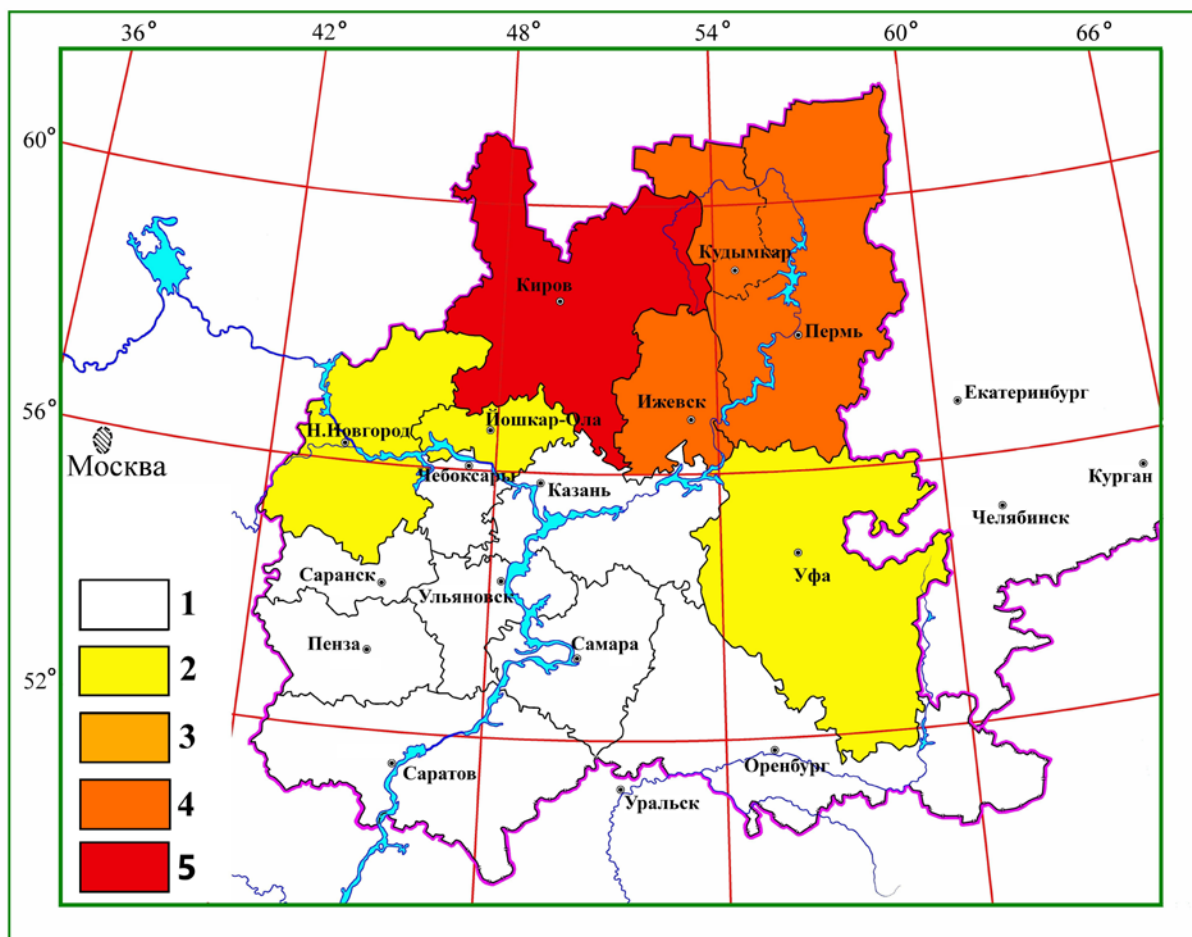 36°
42°
48°
54°
60°
66°
60°
Кудымкар
Киров
Пермь
Екатеринбург
56°
Ижевск
Йошкар-Ола
Н.Новгород
Москва
Чебоксары
Казань
Курган
Челябинск
Уфа
Саранск
Ульяновск
1
Пенза
Самара
2
52°
3
Оренбург
Саратов
4
Уральск
5